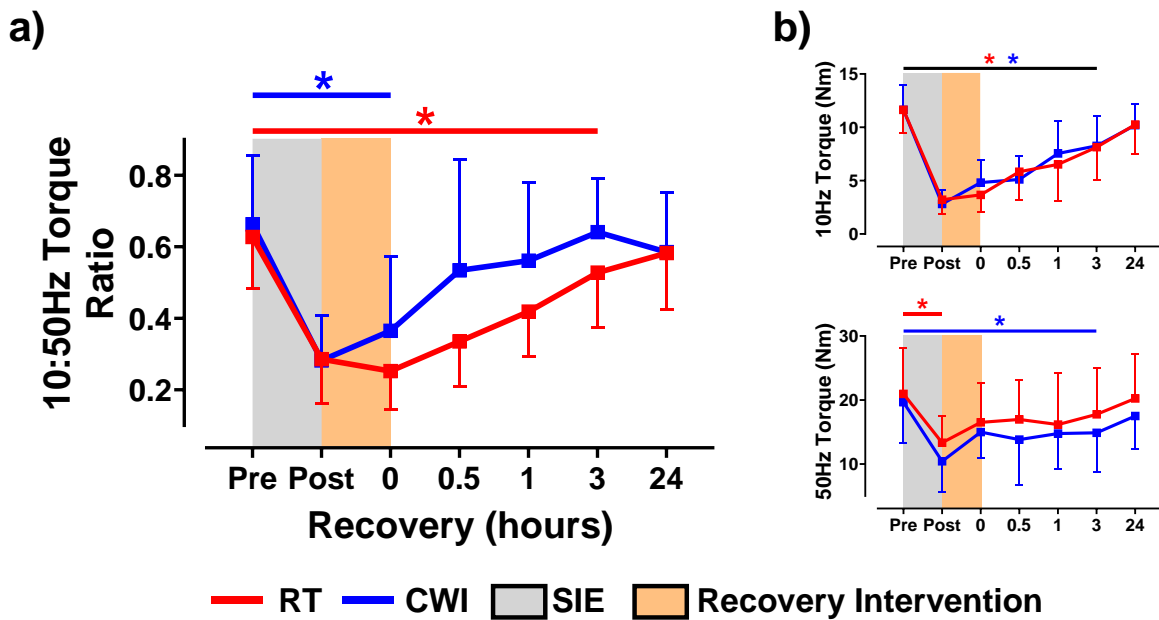 a)
*
*
10:50Hz Torque
Ratio
0.8
0.6
0.4
0.2
Pre Post 0 0.5 1 3 24
Recovery (hours)
b)
* *
10Hz Torque (Nm)
15
10
5
0
Pre Post 0 0.5 1 3 24
*
*
50Hz Torque (Nm)
30
20
10
Pre Post 0 0.5 1 3 24
RT CWI SIE Recovery Intervention